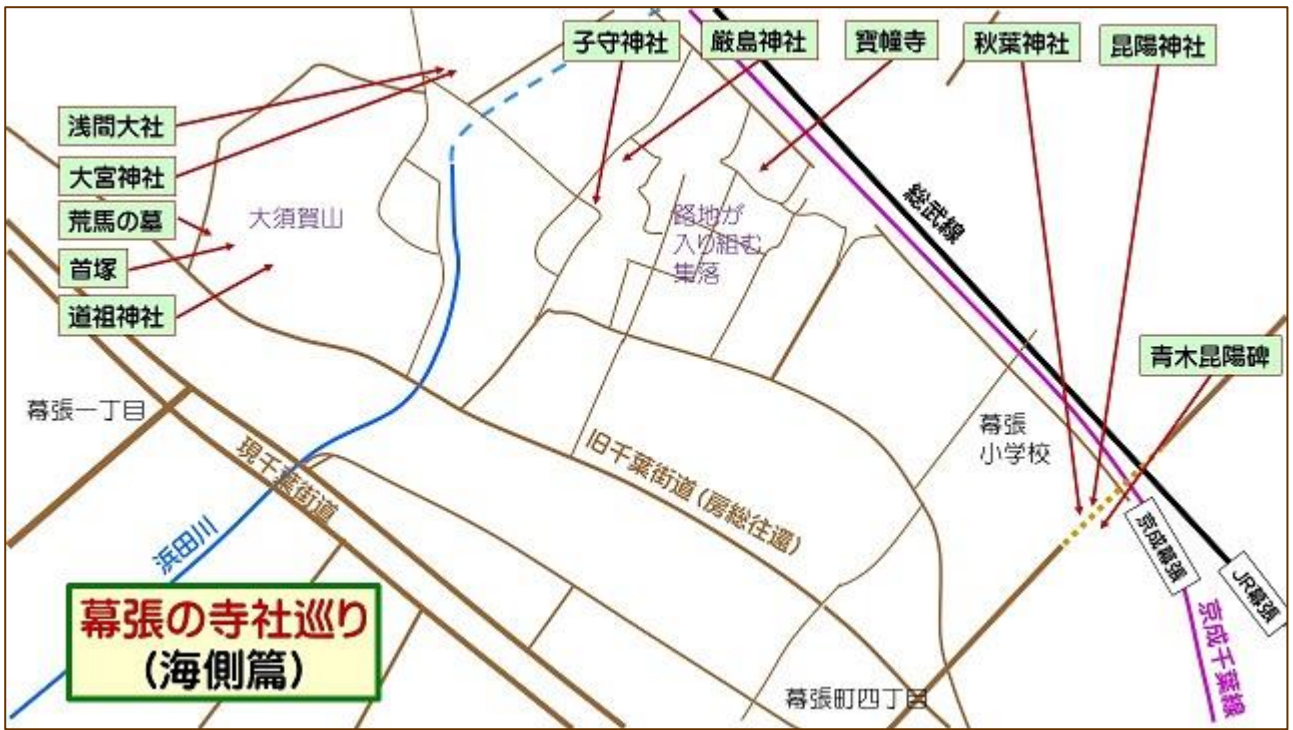 子守神社
厳島神社
寶幢寺
秋葉神社
昆陽神社
浅間大社
大宮神社
荒馬の墓
首塚
道祖神社
大須賀山
路地が
入り組む
集落
総武線
青木昆陽碑
幕張一丁目
幕張
小学校
現千葉街道
旧千葉街道(房総往還)
浜田川
京成幕張
JR幕張
京成千葉線
幕張の寺社巡り
(海側篇)
幕張町四丁目